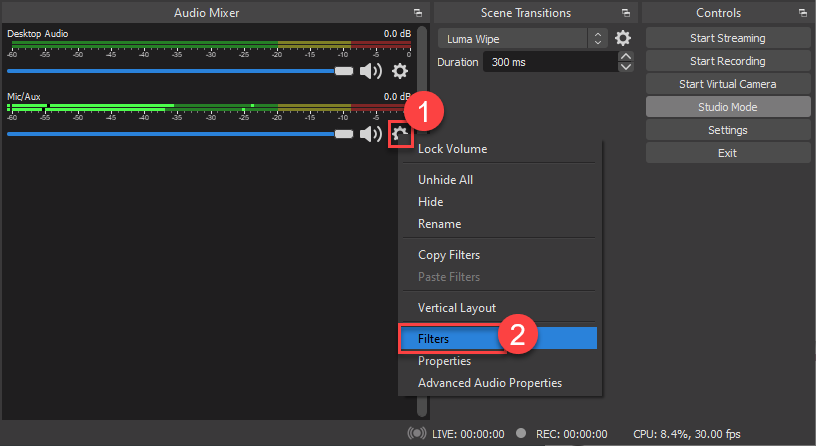 Audio Mixer
Desktop Audio 0.0 dB
-60 -55 -50 -45 -40 -35 -30 -25 -20 -15 -10 -5 0
Mic/Aux 0.0 dB
-60 -55 -50 -45 -40 -35 -30 -25 -20 -15 -10 -5
1
Lock Volume
Unhide All
Hide
Rename
Copy Filters
Paste Filters
Vertical Layout
Filters
2
Properties
Advanced Audio Properties
Scene Transitions
Luma Wipe
Duration 300 ms
Controls
Start Streaming
Start Recording
Start Virtual Camera
Studio Mode
Settings
Exit
LIVE: 00:00:00 REC: 00:00:00 CPU: 8.4%, 30.00 fps